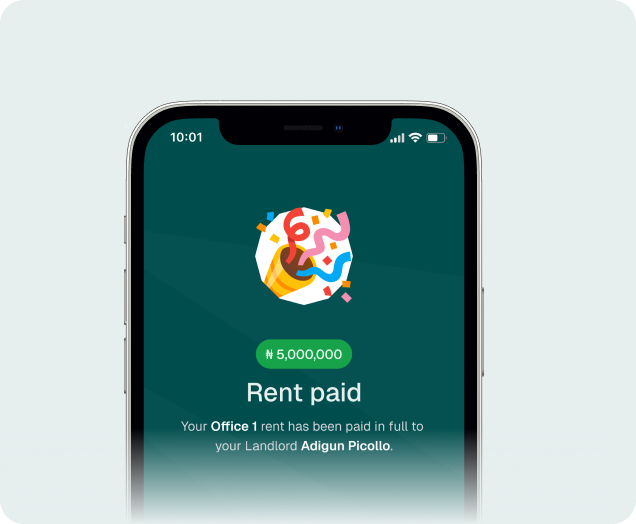 10:01
₦ 5,000,000
Rent paid
Your Office 1 rent has been paid in full to
your Landlord Adigun Picollo.